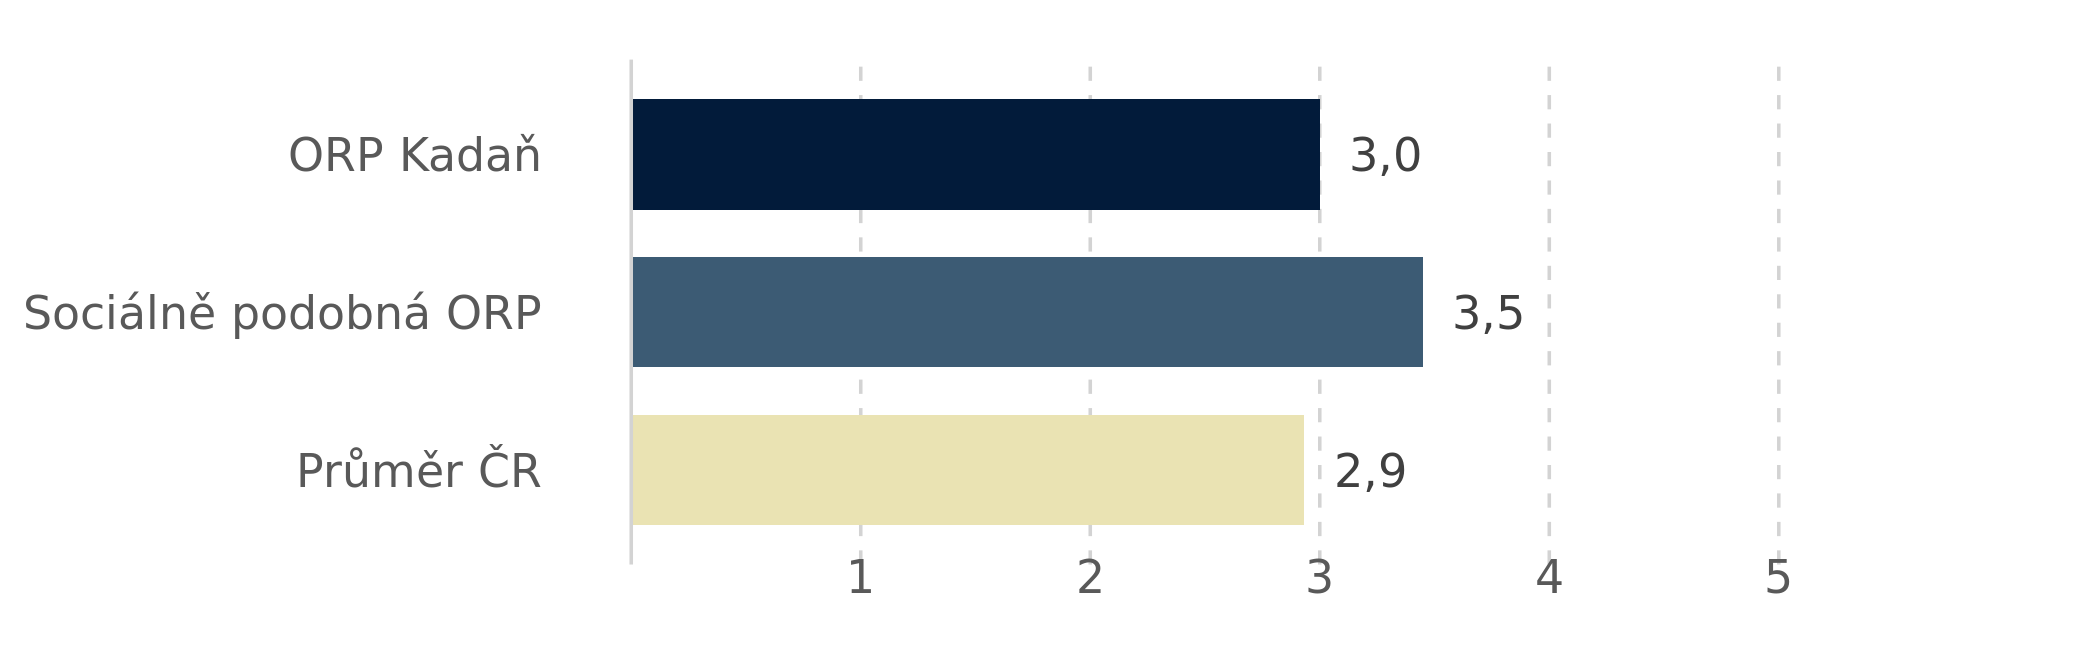 ORP Kadaň
3,0
Sociálně podobná ORP
3,5
Průměr ČR
2,9
1 2 3 4 5